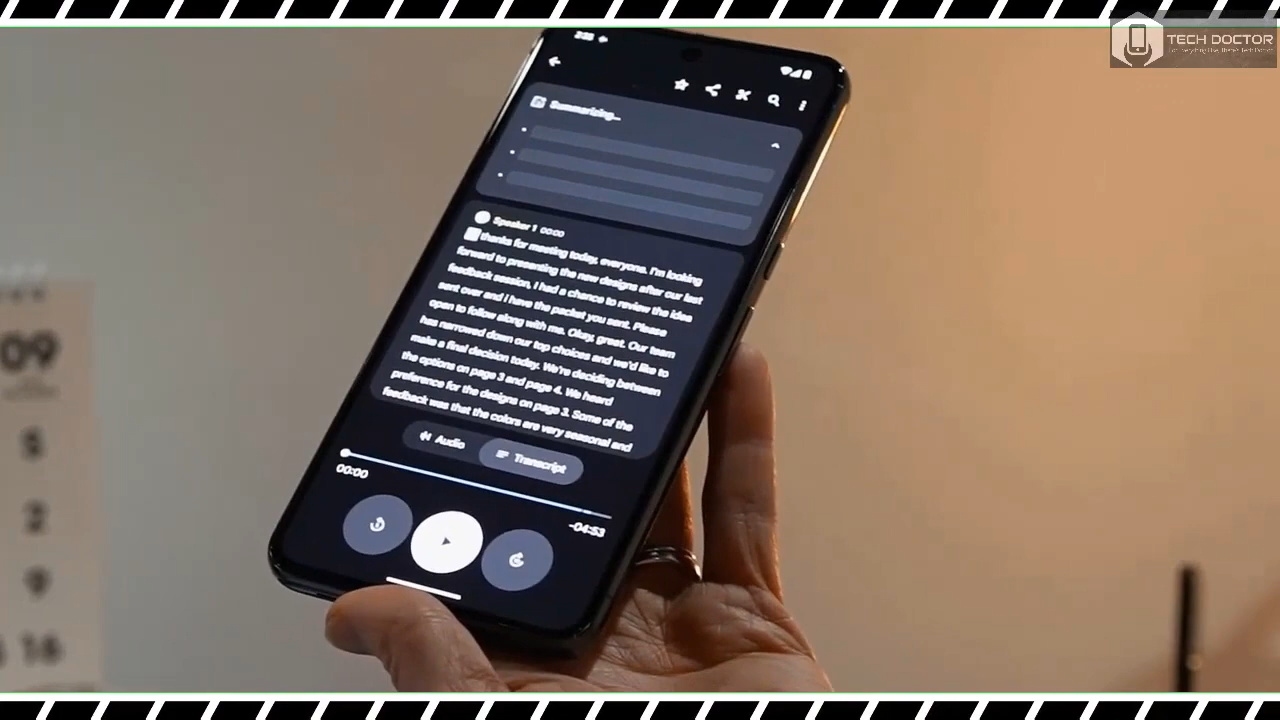 TECH DOCTOR
Summarizing...
Speaker 1 00:00
thanks for meeting today, everyone. I'm looking
forward to presenting the new designs after our last
feedback session. I had a chance to review the idea
sent over and I have the packet you sent. Please
open to follow along with me. Okay, great. Our team
has narrowed down our top choices and we'd like to
make a final decision today. We're deciding between
the options on page 3 and page 4. We heard
preference for the designs on page 3. Some of the
feedback was that the colors are very seasonal and
Audio
Transcript
00:00
-04:53
09
5
2
9
16